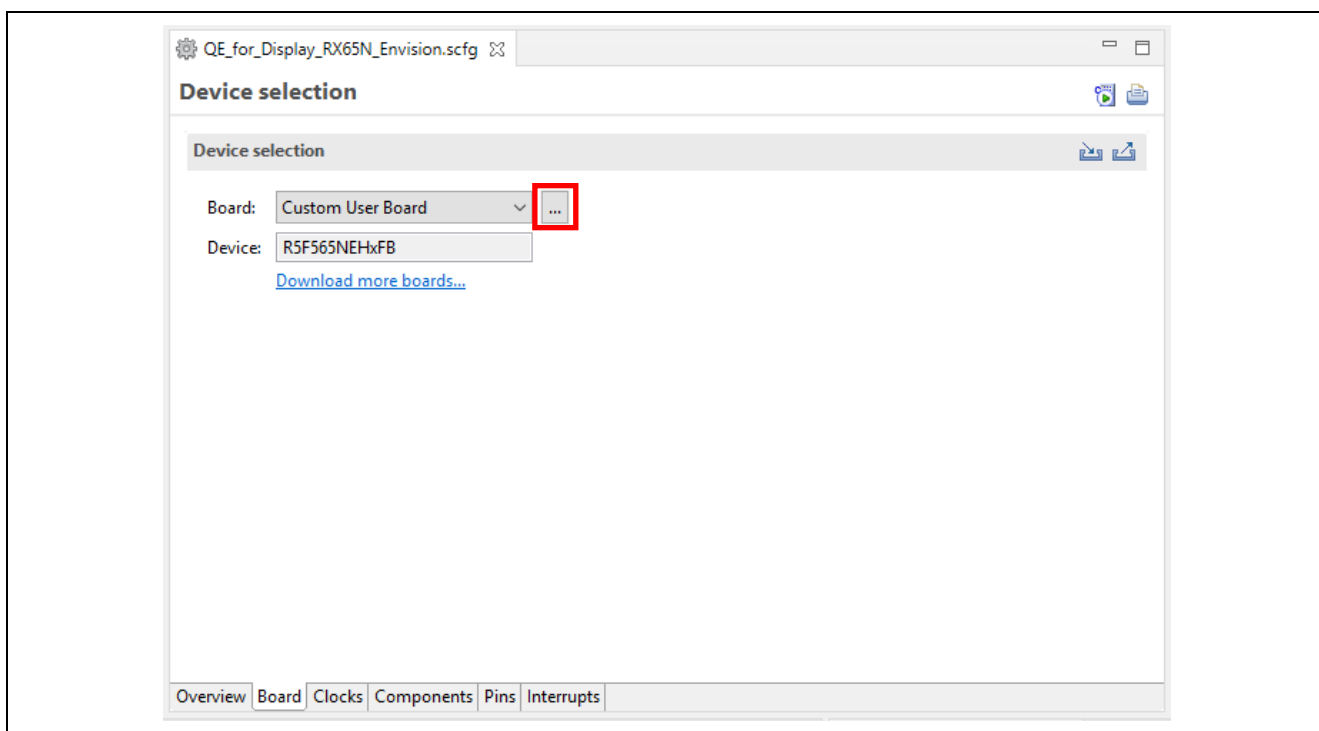 QE_for_Display_RX65N_Envision.scfg
Device selection
Device selection
Board: Custom User Board ...
Device: R5F565NEHxFB
Download more boards...
Overview Board Clocks Components Pins Interrupts